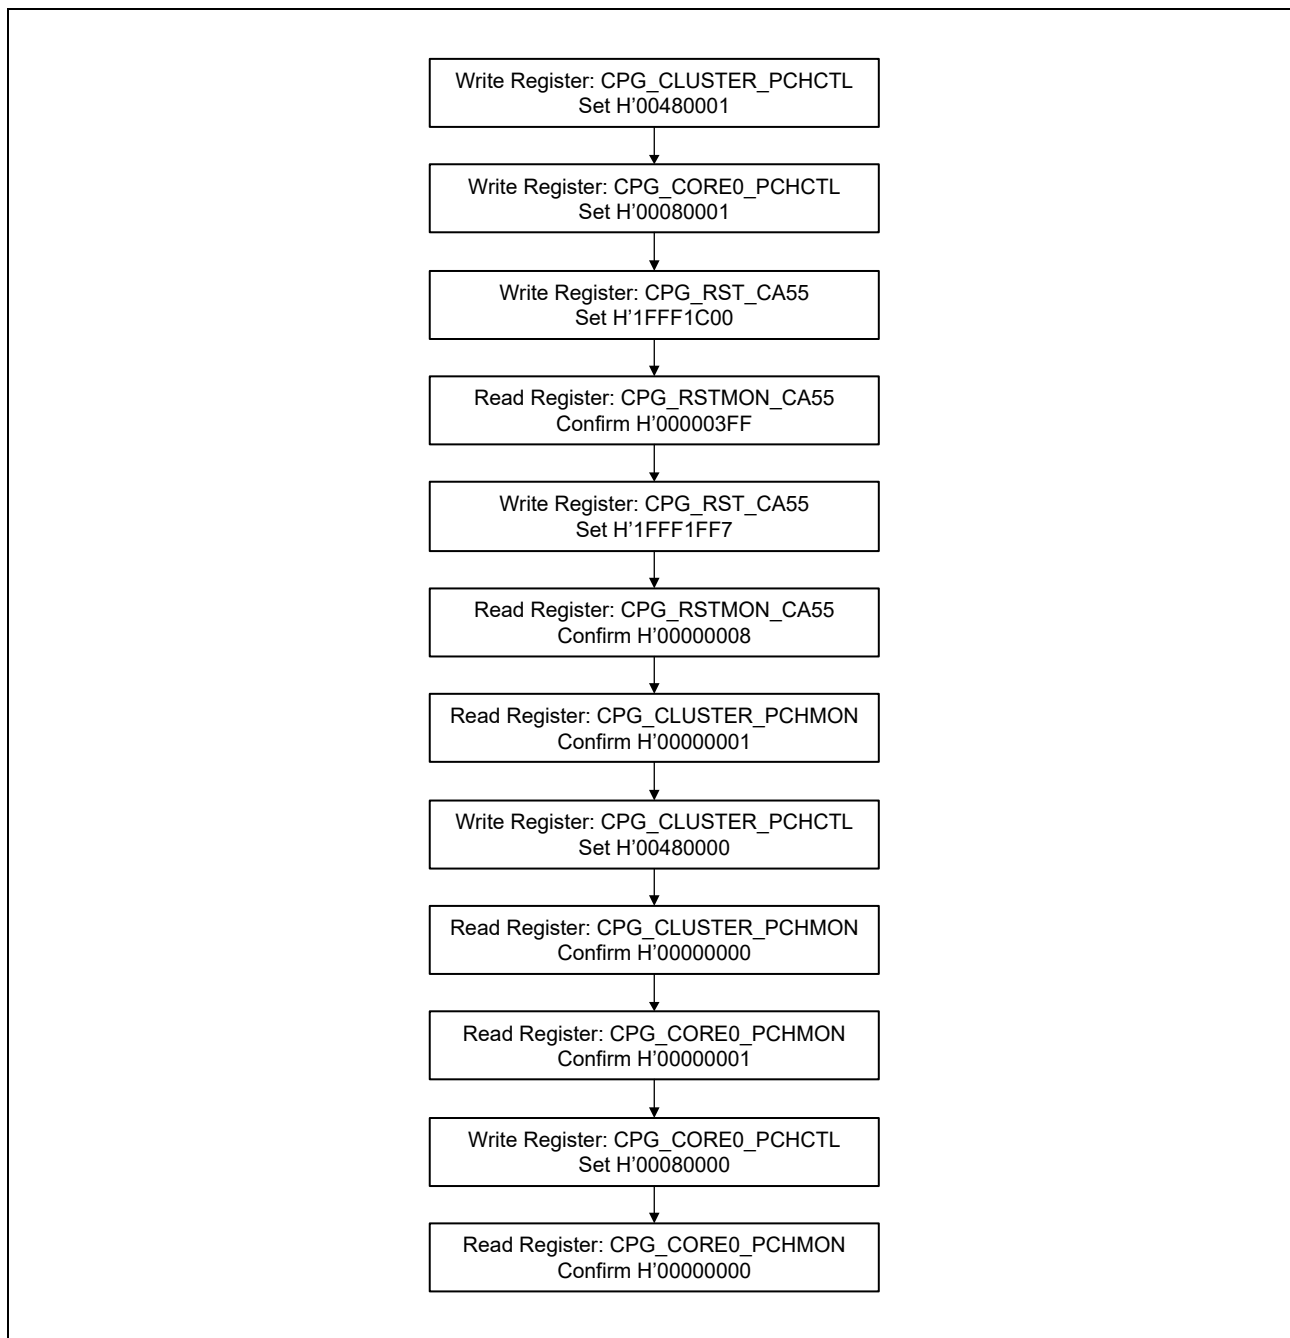 Write Register: CPG_CLUSTER_PCHCTL
Set H’00480001
Write Register: CPG_CORE0_PCHCTL
Set H’00080001
Write Register: CPG_RST_CA55
Set H’1FFF1C00
Read Register: CPG_RSTMON_CA55
Confirm H’000003FF
Write Register: CPG_RST_CA55
Set H’1FFF1FF7
Read Register: CPG_RSTMON_CA55
Confirm H’00000008
Read Register: CPG_CLUSTER_PCHMON
Confirm H’00000001
Write Register: CPG_CLUSTER_PCHCTL
Set H’00480000
Read Register: CPG_CLUSTER_PCHMON
Confirm H’00000000
Read Register: CPG_CORE0_PCHMON
Confirm H’00000001
Write Register: CPG_CORE0_PCHCTL
Set H’00080000
Read Register: CPG_CORE0_PCHMON
Confirm H’00000000